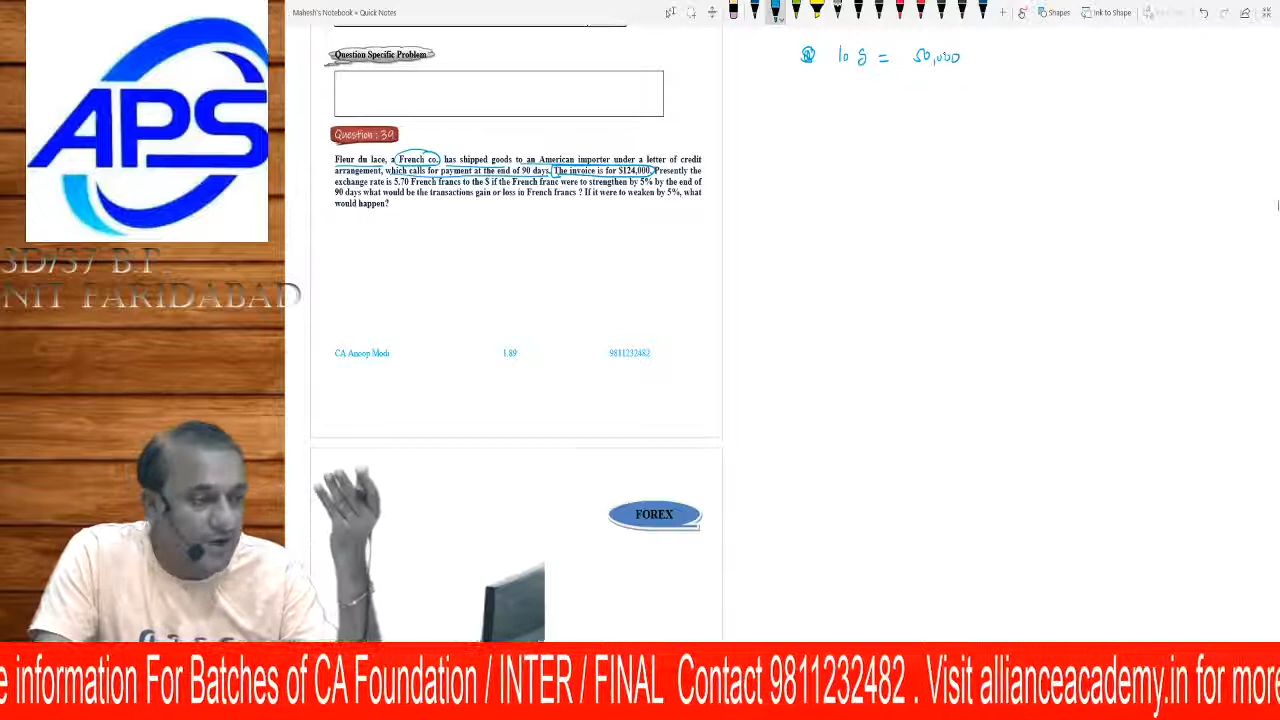 Mahesh's Notebook » Quick Notes
Shapes
Ink to Shape
APS
3D/37 B.P.
NIT FARIDABAD
Question Specific Problem
Question : 39
Fleur du lace, a French co. has shipped goods to an American importer under a letter of credit
arrangement, which calls for payment at the end of 90 days. The invoice is for $124,000. Presently the
exchange rate is 5.70 French francs to the $ if the French franc were to strengthen by 5% by the end of
90 days what would be the transactions gain or loss in French francs ? If it were to weaken by 5%, what
would happen?
= 50,000
CA Anoop Modi
1.89
9811232482
FOREX
e information For Batches of CA Foundation / INTER / FINAL Contact 9811232482 . Visit allianceacademy.in for more